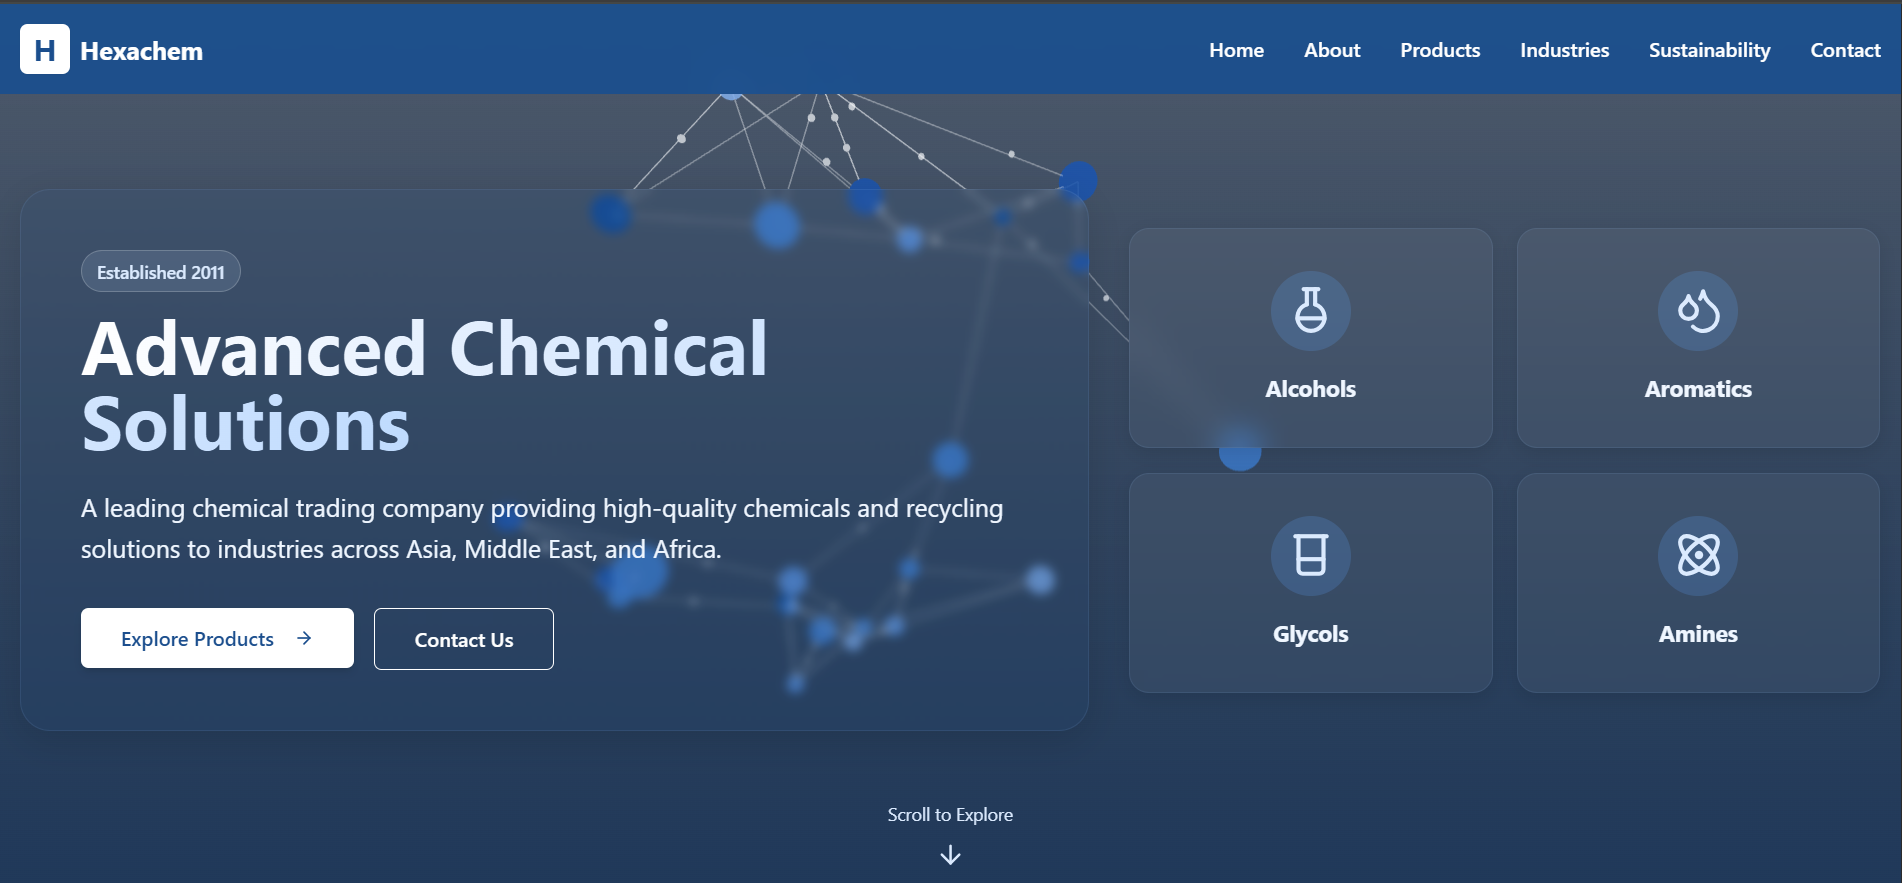 H
Hexachem
Home
About
Products
Industries
Sustainability
Contact
Established 2011
Advanced Chemical
Solutions
A leading chemical trading company providing high-quality chemicals and recycling
solutions to industries across Asia, Middle East, and Africa.
Explore Products
Contact Us
Alcohols
Aromatics
Glycols
Amines
Scroll to Explore